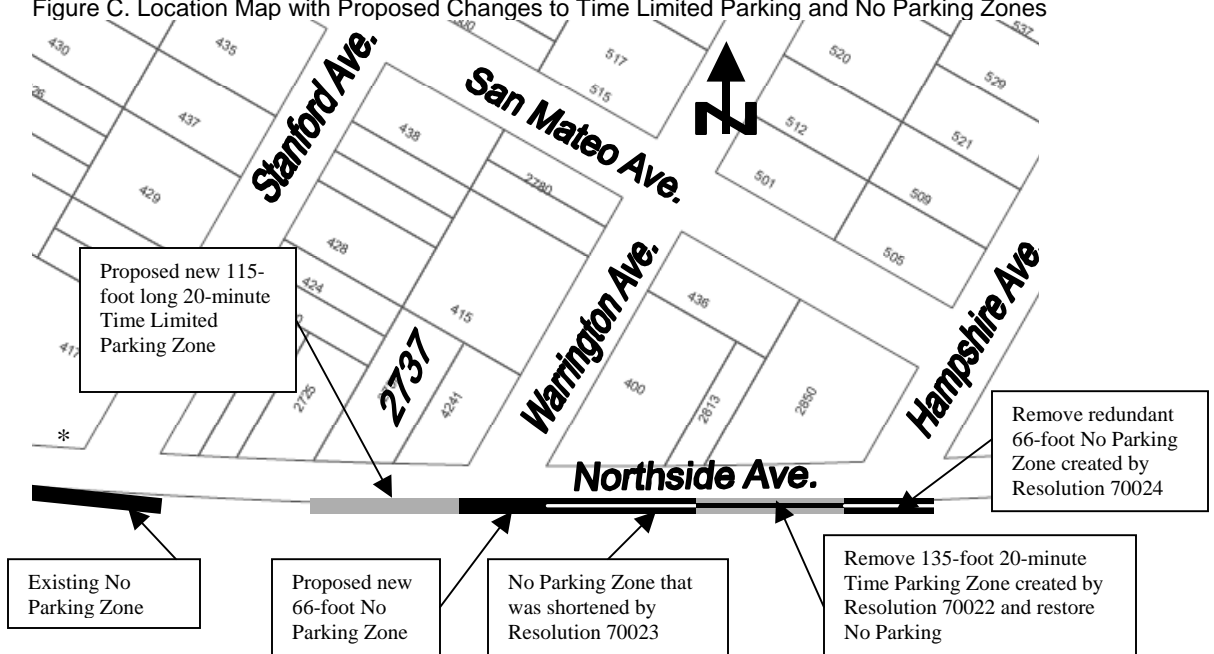 Figure C. Location Map with Proposed Changes to Time Limited Parking and No Parking Zones
430
435
437
429
417
Stanford Ave.
438
428
424
2780
415
517
515
San Mateo Ave.
N
520
537
529
512
521
501
509
505
Proposed new 115-
foot long 20-minute
Time Limited
Parking Zone
2725
2737
4241
Warrington Ave.
436
400
2813
2850
Hampshire Ave
*
Northside Ave.
Remove redundant
66-foot No Parking
Zone created by
Resolution 70024
Existing No
Parking Zone
Proposed new
66-foot No
Parking Zone
No Parking Zone that
was shortened by
Resolution 70023
Remove 135-foot 20-minute
Time Parking Zone created by
Resolution 70022 and restore
No Parking